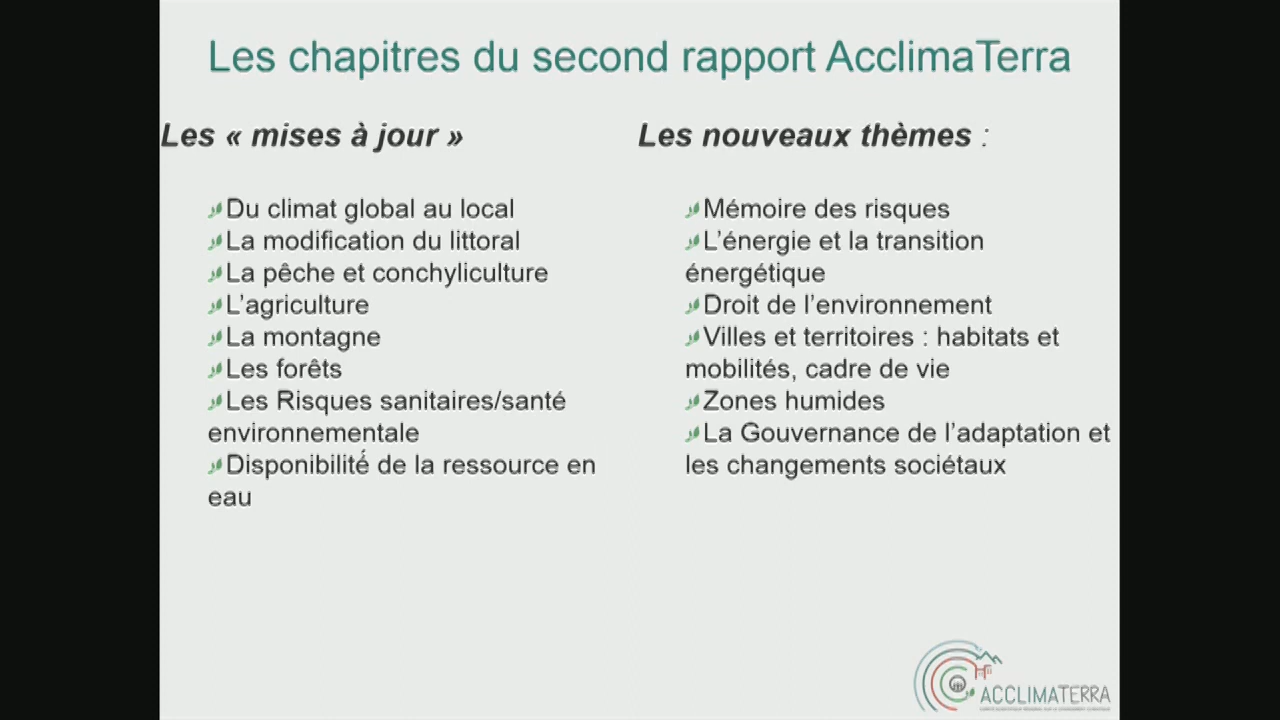 Les chapitres du second rapport AcclimaTerra
Les « mises à jour »
Du climat global au local
La modification du littoral
La pêche et conchyliculture
L’agriculture
La montagne
Les forêts
Les Risques sanitaires/santé
environnementale
Disponibilité de la ressource en
eau
Les nouveaux thèmes :
Mémoire des risques
L’énergie et la transition
énergétique
Droit de l’environnement
Villes et territoires : habitats et
mobilités, cadre de vie
Zones humides
La Gouvernance de l’adaptation et
les changements sociétaux
ACCLIMATERRA